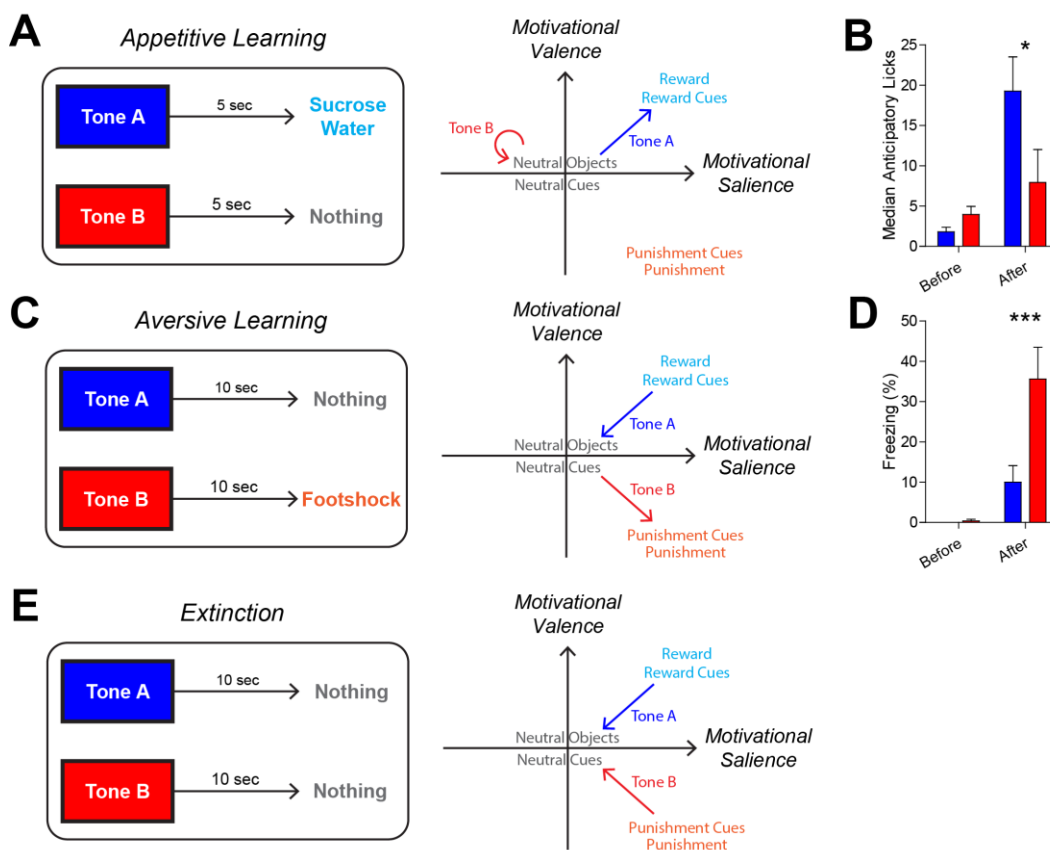 A
Appetitive Learning
Tone A
5 sec
Sucrose
Water
Tone B
5 sec
Nothing
Motivational
Valence
Reward
Reward Cues
Tone B
Tone A
Neutral Objects
Neutral Cues
Motivational
Salience
Punishment Cues
Punishment
B
Median Anticipatory Licks
25
20
15
10
5
0
*
Before
After
C
Aversive Learning
Tone A
10 sec
Nothing
Tone B
10 sec
Footshock
Motivational
Valence
Reward
Reward Cues
Tone A
Neutral Objects
Neutral Cues
Motivational
Salience
Tone B
Punishment Cues
Punishment
D
Freezing (%)
50
40
30
20
10
0
***
Before
After
E
Extinction
Tone A
10 sec
Nothing
Tone B
10 sec
Nothing
Motivational
Valence
Reward
Reward Cues
Tone A
Neutral Objects
Neutral Cues
Motivational
Salience
Tone B
Punishment Cues
Punishment